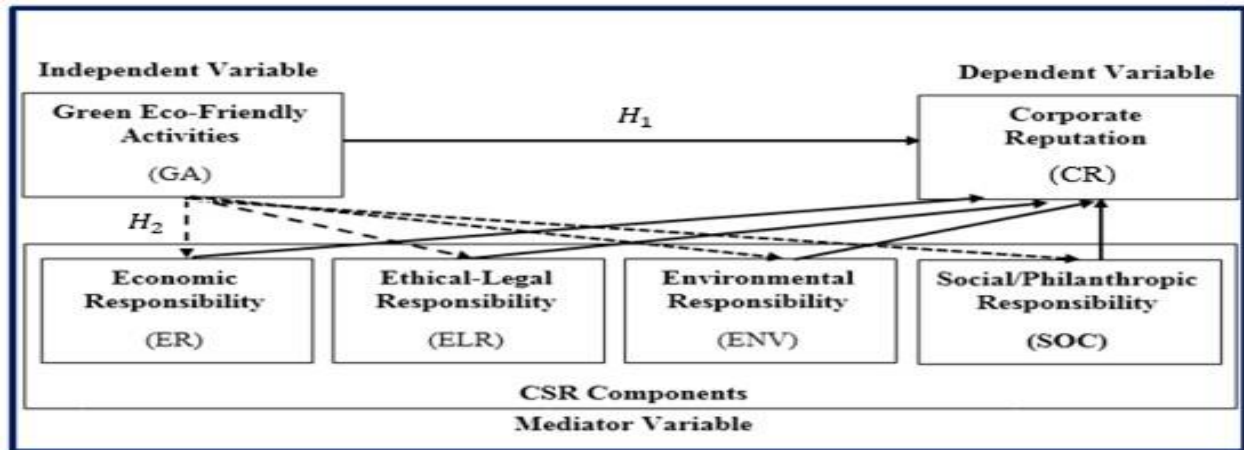 Independent Variable
Green Eco-Friendly
Activities
(GA)
H₁
Dependent Variable
Corporate
Reputation
(CR)
H₂
Economic
Responsibility
(ER)
Ethical-Legal
Responsibility
(ELR)
Environmental
Responsibility
(ENV)
Social/Philanthropic
Responsibility
(SOC)
CSR Components
Mediator Variable